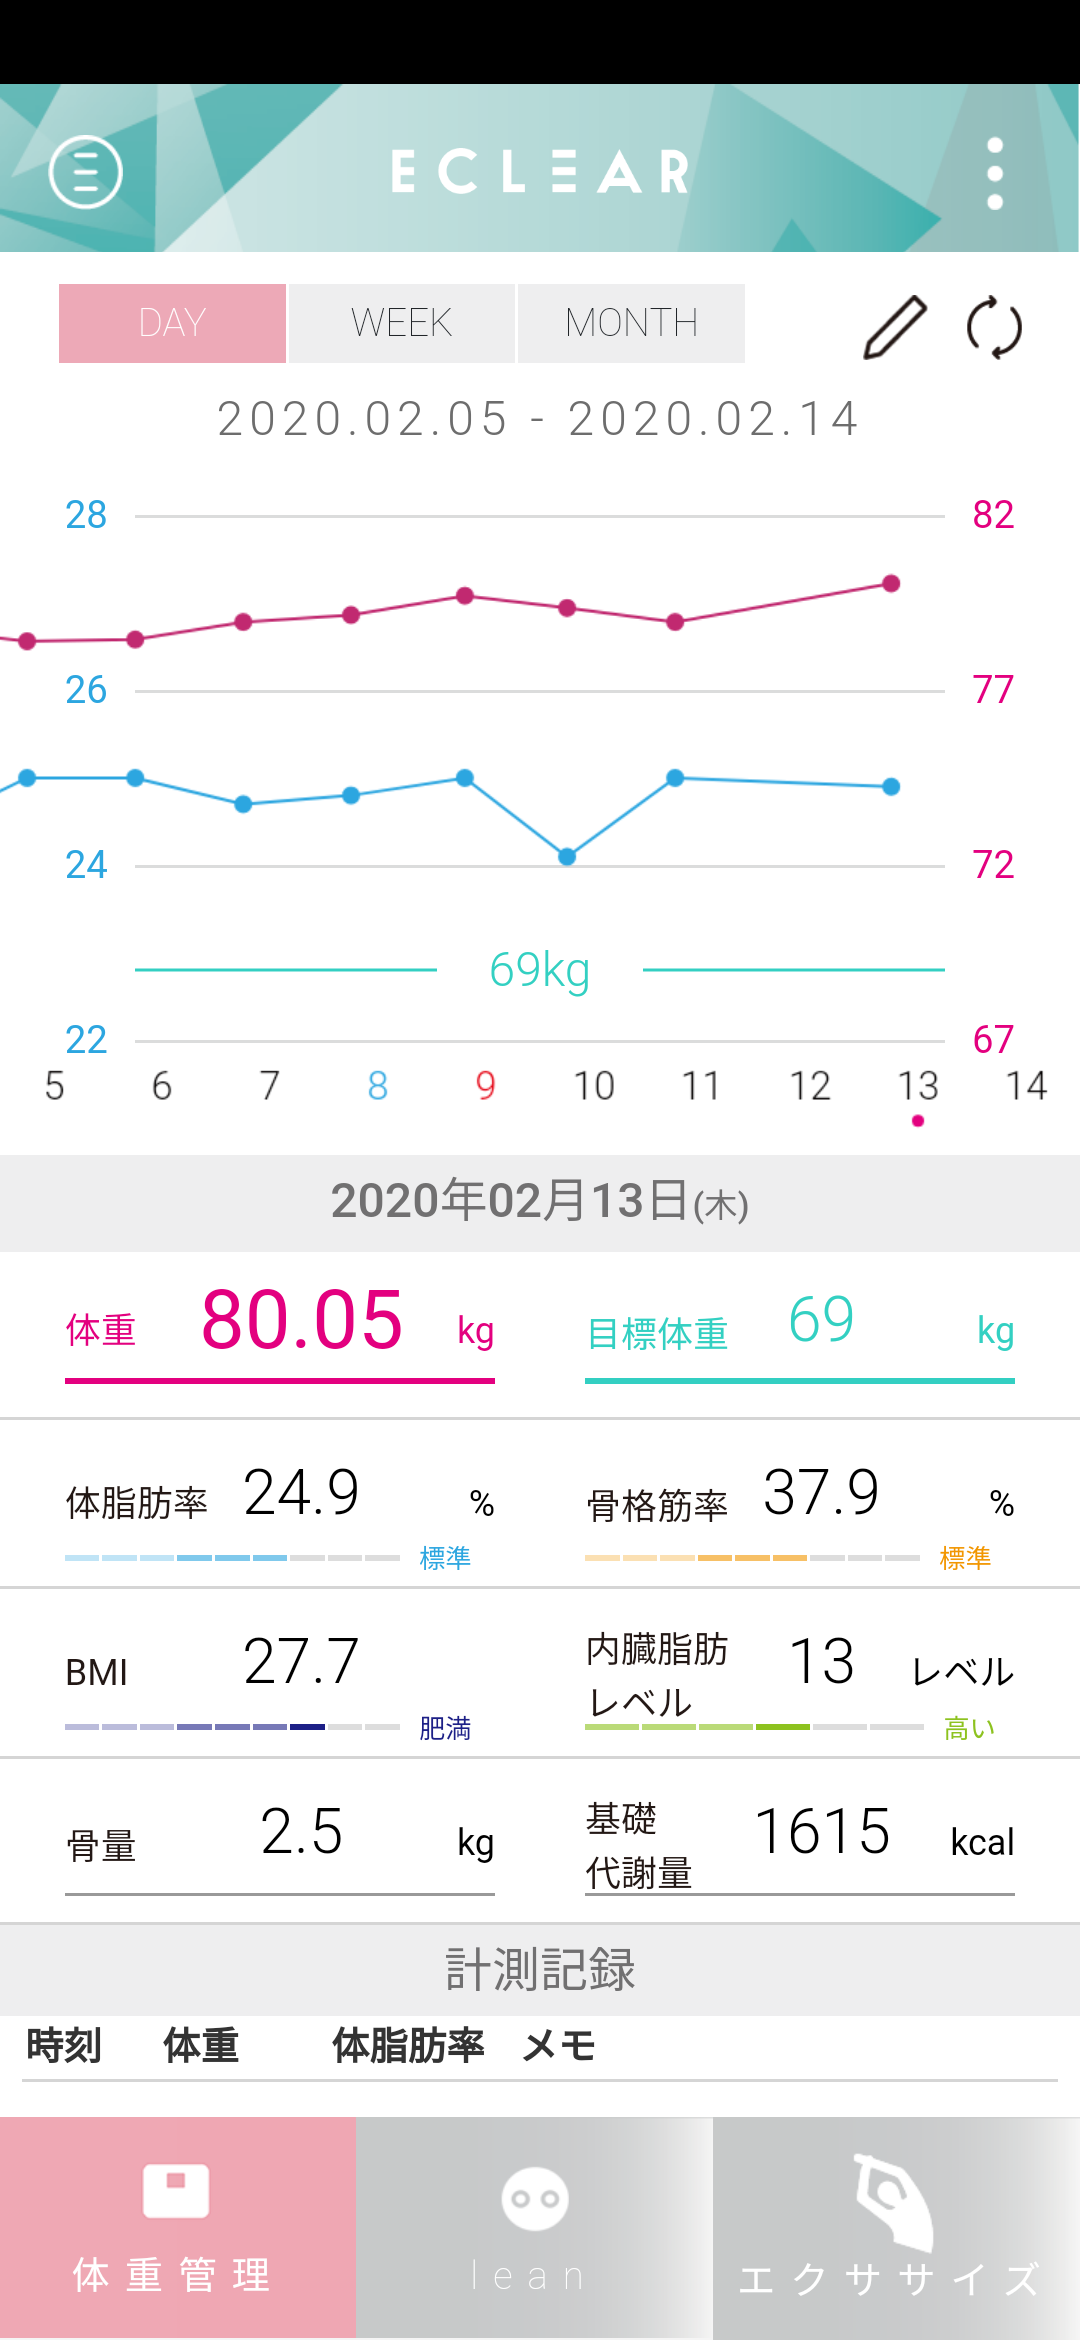 ECLEAR
DAY WEEK MONTH
2020.02.05 - 2020.02.14
28 82
26 77
24 72
69kg
22 67
5 6 7 8 9 10 11 12 13 14
2020年02月13日(木)
体重 80.05 kg 目標体重 69 kg
体脂肪率 24.9 % 骨格筋率 37.9 %
標準 標準
BMI 27.7 内臓脂肪レベル 13 レベル
肥満 高い
骨量 2.5 kg 基礎代謝量 1615 kcal
計測記録
時刻 体重 体脂肪率 メモ
体重管理 lean エクササイズ